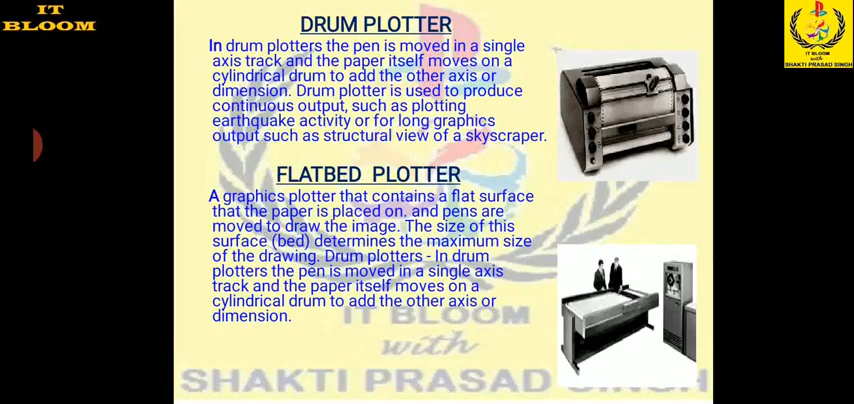 IT
BLOOM
DRUM PLOTTER
In drum plotters the pen is moved in a single
axis track and the paper itself moves on a
cylindrical drum to add the other axis or
dimension. Drum plotter is used to produce
continuous output, such as plotting
earthquake activity or for long graphics
output such as structural view of a skyscraper.
FLATBED PLOTTER
A graphics plotter that contains a flat surface
that the paper is placed on. and pens are
moved to draw the image. The size of this
surface (bed) determines the maximum size
of the drawing. Drum plotters - In drum
plotters the pen is moved in a single axis
track and the paper itself moves on a
cylindrical drum to add the other axis or
dimension.
IT BLOOM
with
SHAKTI PRASAD SINGH
IT BLOOM
with
SHAKTI PRASAD SINGH